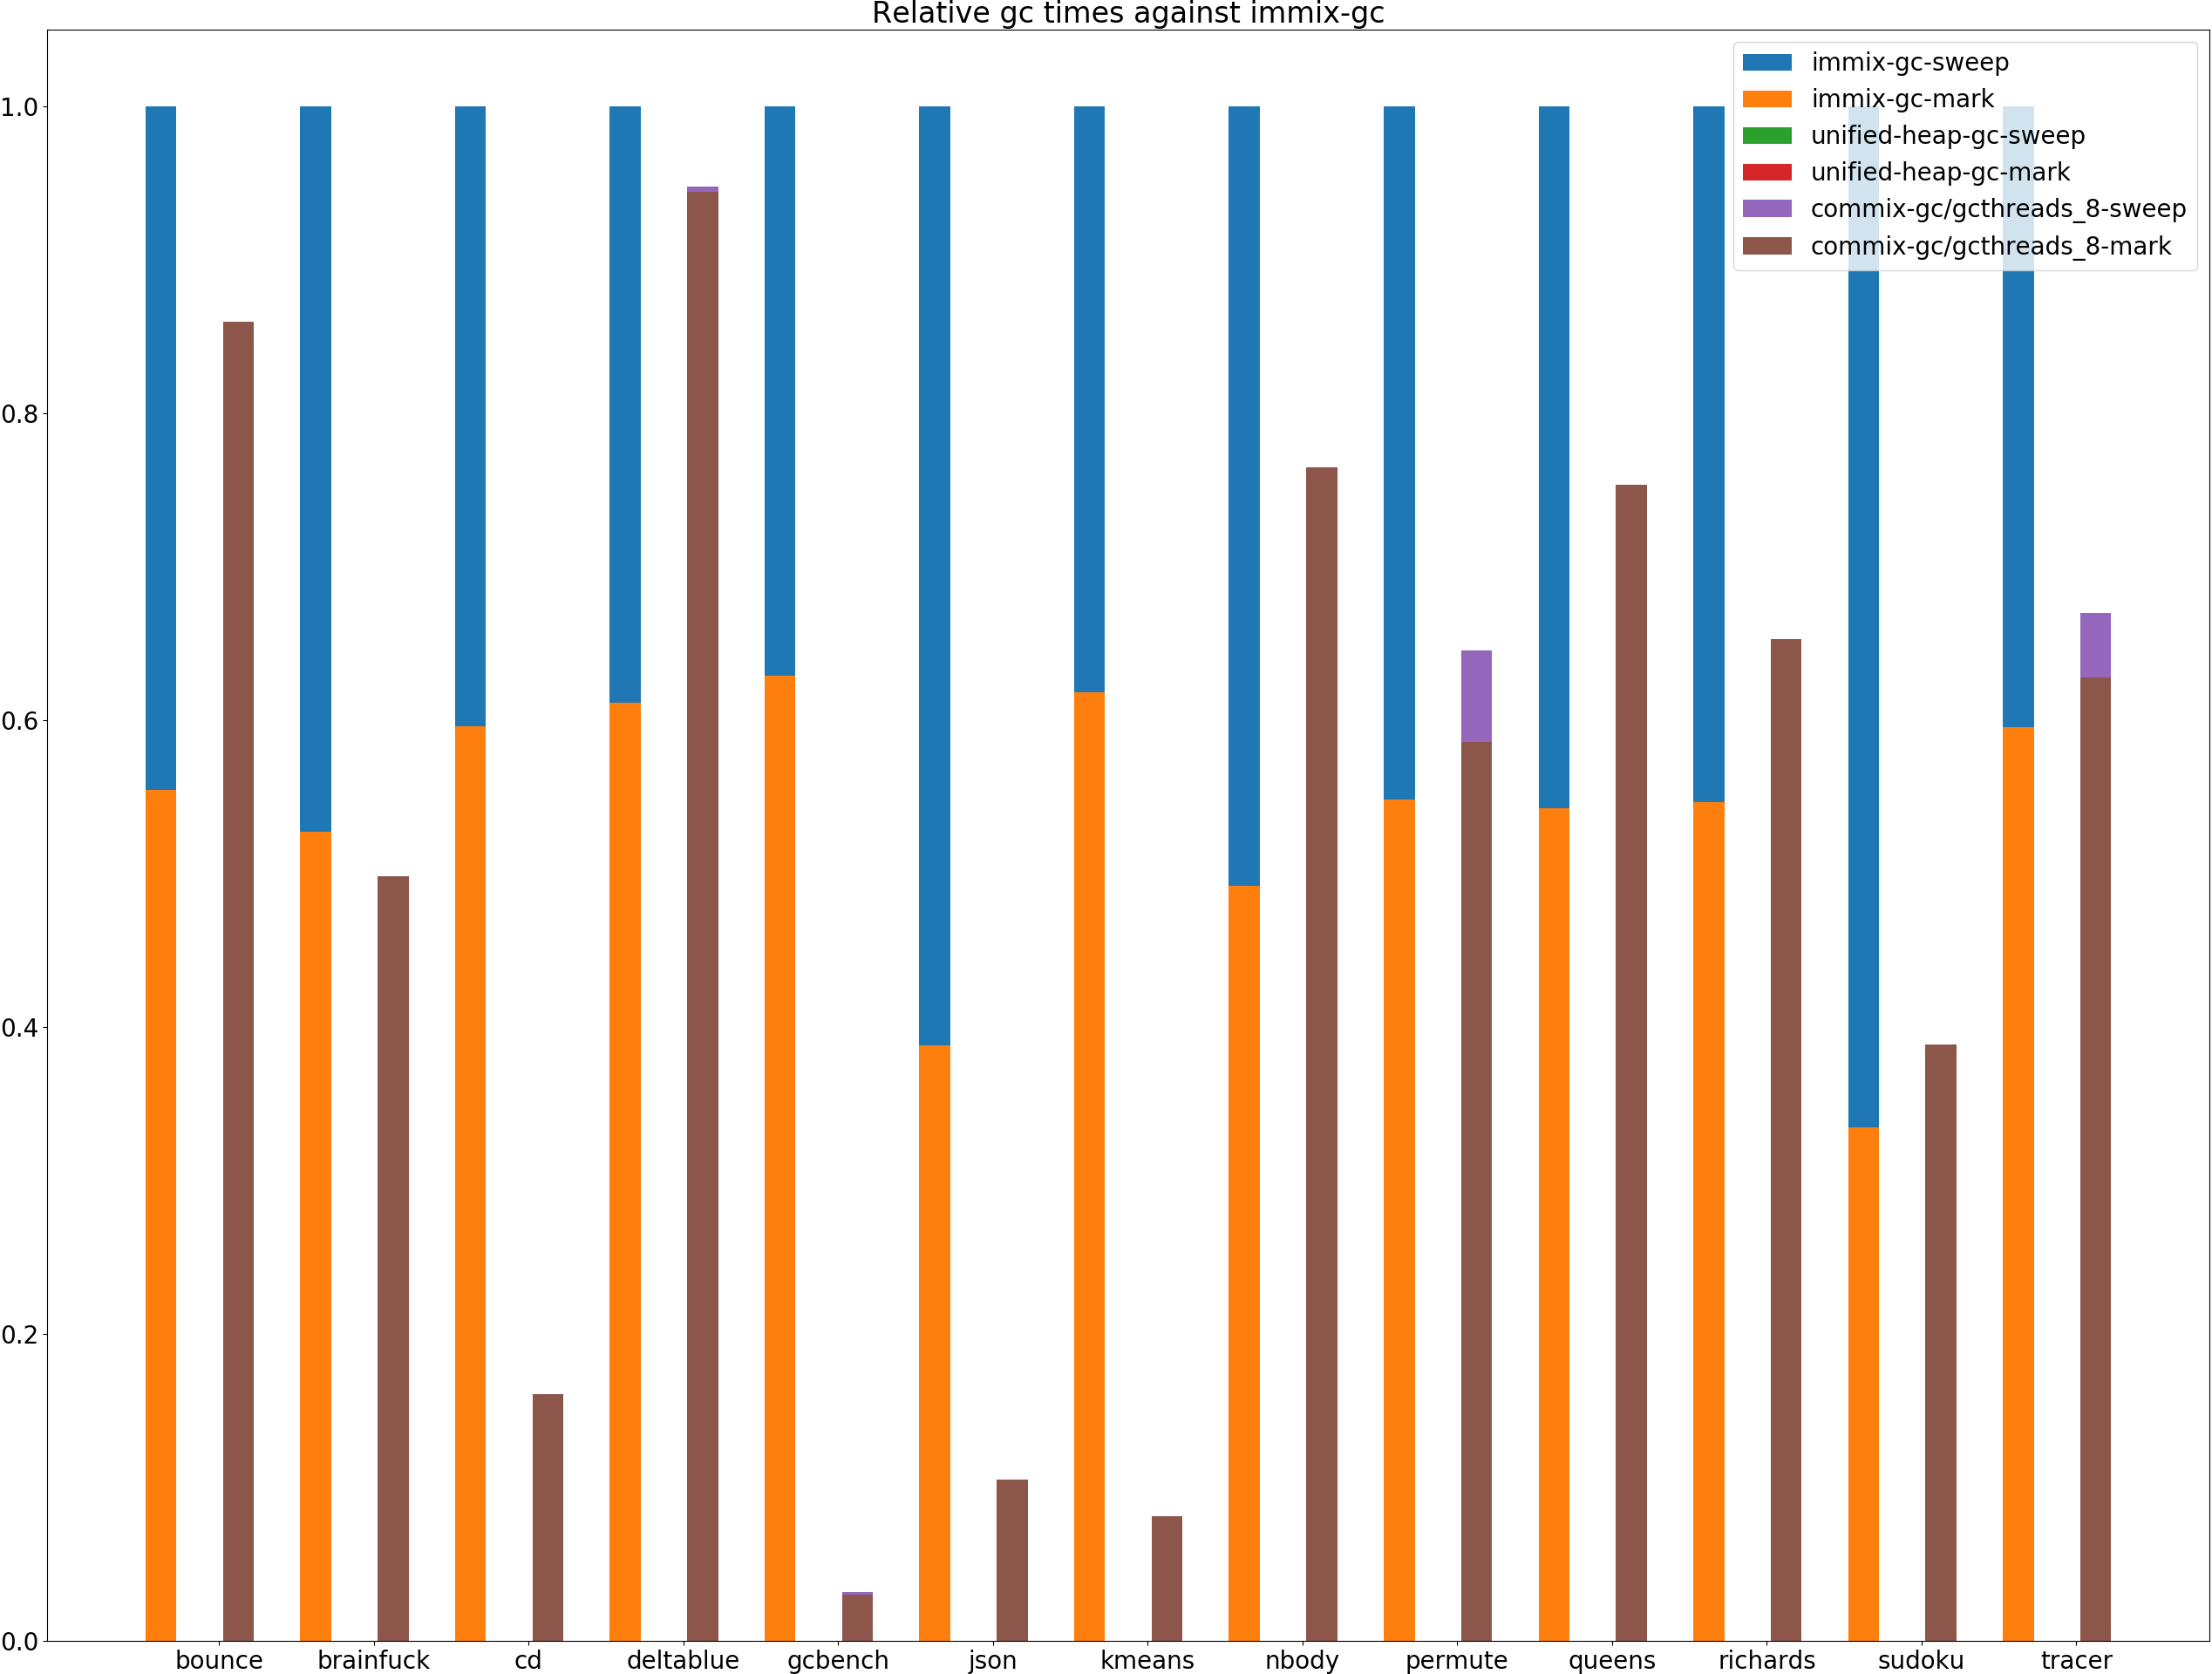 Relative gc times against immix-gc
immix-gc-sweep
immix-gc-mark
unified-heap-gc-sweep
unified-heap-gc-mark
commix-gc/gcthreads_8-sweep
commix-gc/gcthreads_8-mark
1.0
0.8
0.6
0.4
0.2
0.0
bounce brainfuck cd deltablue gcbench json kmeans nbody permute queens richards sudoku tracer